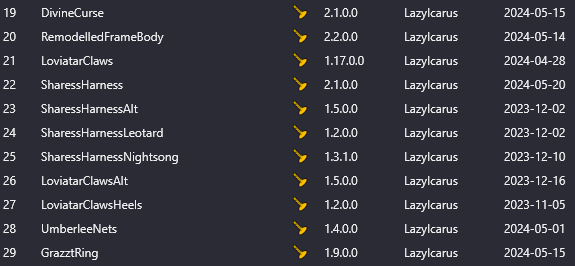 19 DivineCurse 2.1.0.0 LazyIcarus 2024-05-15
20 RemodelledFrameBody 2.2.0.0 LazyIcarus 2024-05-14
21 LoviatarClaws 1.17.0.0 LazyIcarus 2024-04-28
22 SharessHarness 2.1.0.0 LazyIcarus 2024-05-20
23 SharessHarnessAlt 1.5.0.0 LazyIcarus 2023-12-02
24 SharessHarnessLeotard 1.2.0.0 LazyIcarus 2023-12-02
25 SharessHarnessNightsong 1.3.1.0 LazyIcarus 2023-12-10
26 LoviatarClawsAlt 1.5.0.0 LazyIcarus 2023-12-16
27 LoviatarClawsHeels 1.2.0.0 LazyIcarus 2023-11-05
28 UmberleeNets 1.4.0.0 LazyIcarus 2024-05-01
29 GrazztRing 1.9.0.0 LazyIcarus 2024-05-15